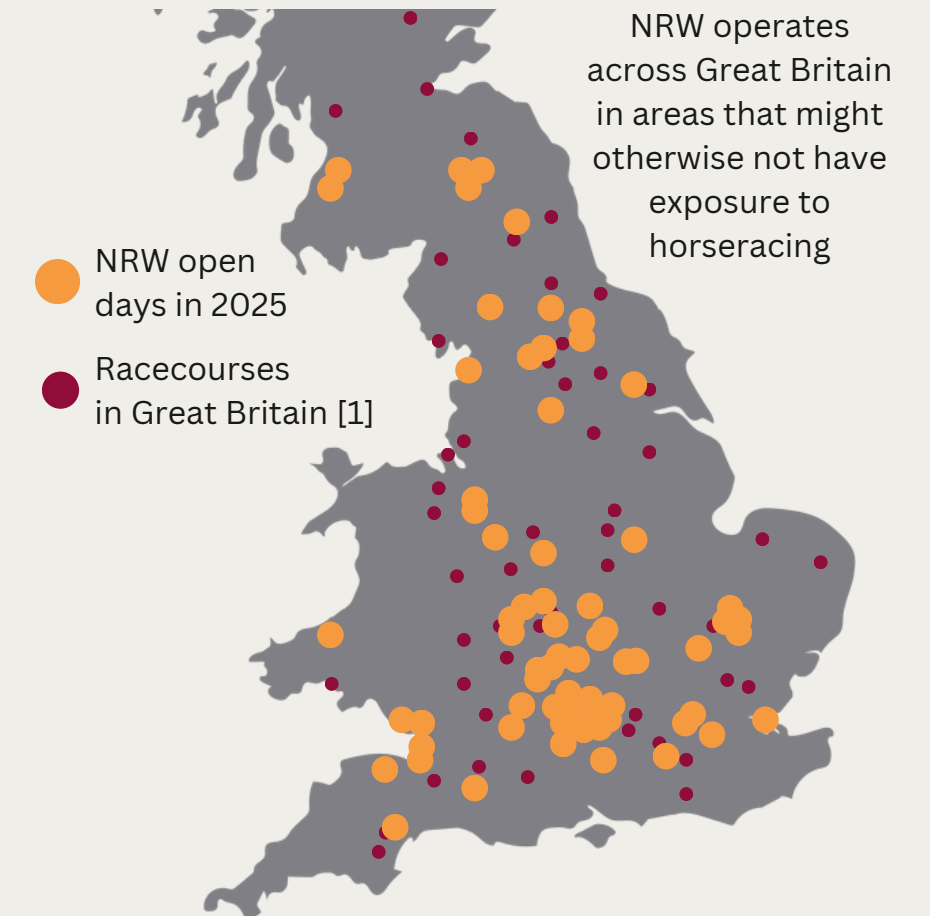 NRW operates
across Great Britain
in areas that might
otherwise not have
exposure to
horseracing
NRW open
days in 2025
Racecourses
in Great Britain [1]